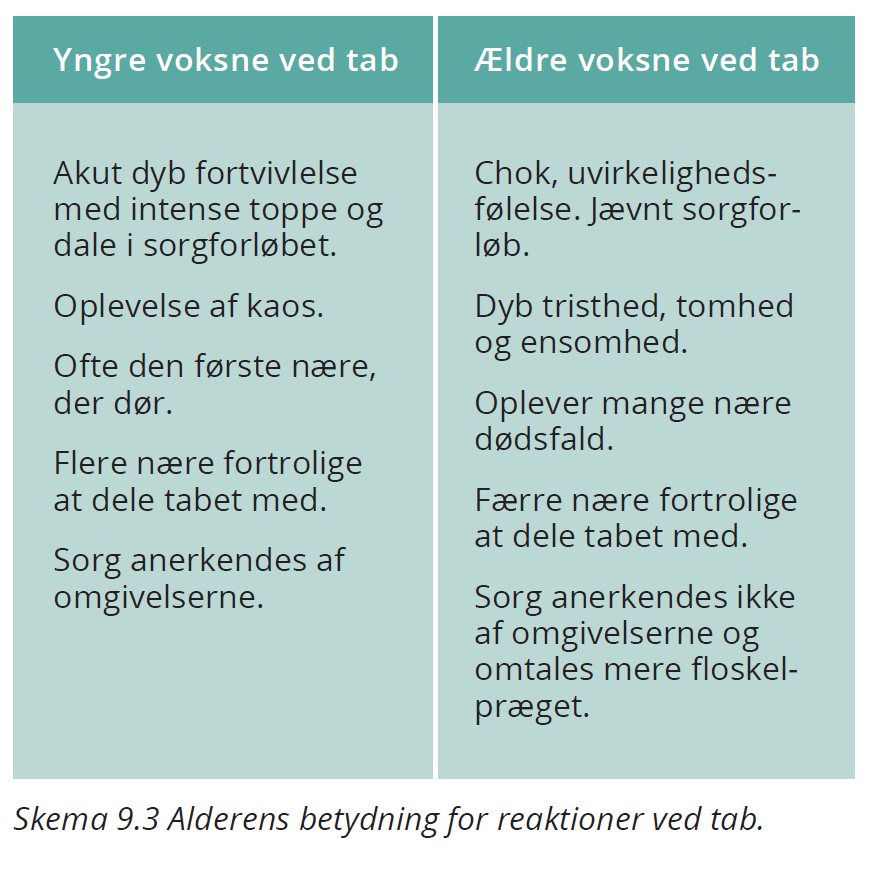 Yngre voksne ved tab
Akut dyb fortvivlelse
med intense toppe og
dale i sorgforløbet.
Oplevelse af kaos.
Ofte den første nære,
der dør.
Flere nære fortrolige
at dele tabet med.
Sorg anerkendes af
omgivelserne.
Ældre voksne ved tab
Chok, uvirkeligheds-
følelse. Jævnt sorgfor-
løb.
Dyb tristhed, tomhed
og ensomhed.
Oplever mange nære
dødsfald.
Færre nære fortrolige
at dele tabet med.
Sorg anerkendes ikke
af omgivelserne og
omtales mere floskel-
præget.
Skema 9.3 Alderens betydning for reaktioner ved tab.